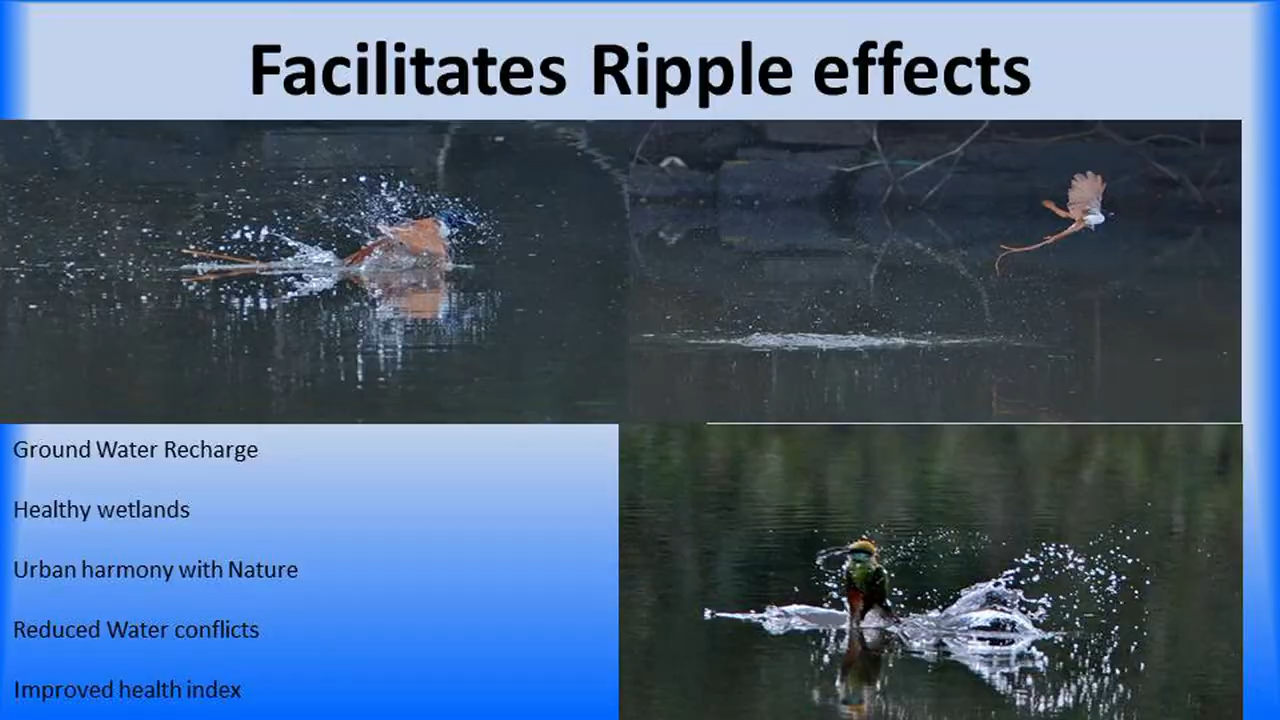 Facilitates Ripple effects
Ground Water Recharge
Healthy wetlands
Urban harmony with Nature
Reduced Water conflicts
Improved health index